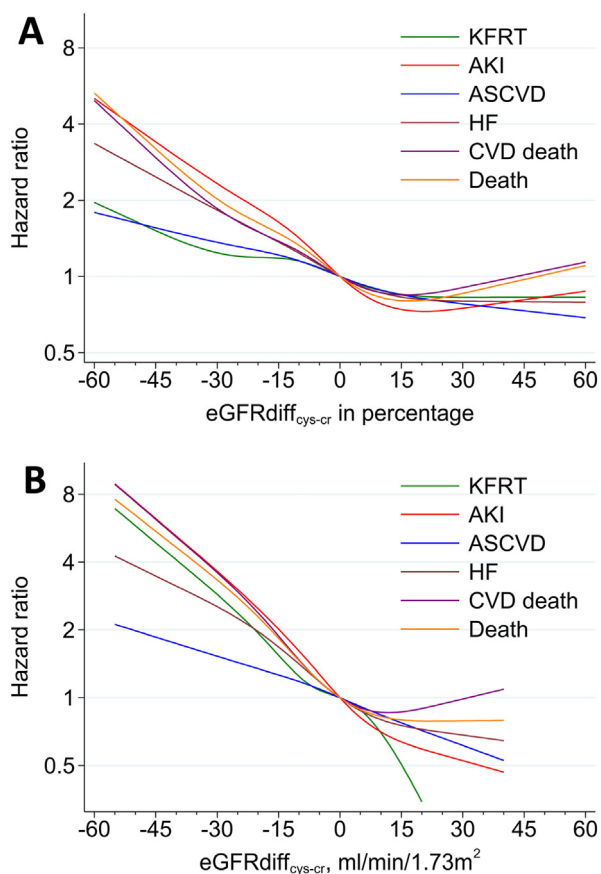 A
8
4
2
1
0.5
Hazard ratio
KFRT
AKI
ASCVD
HF
CVD death
Death
-60 -45 -30 -15 0 15 30 45 60
eGFRdiffcys-cr in percentage
B
8
4
2
1
0.5
Hazard ratio
KFRT
AKI
ASCVD
HF
CVD death
Death
-60 -45 -30 -15 0 15 30 45 60
eGFRdiffcys-cr, ml/min/1.73m²